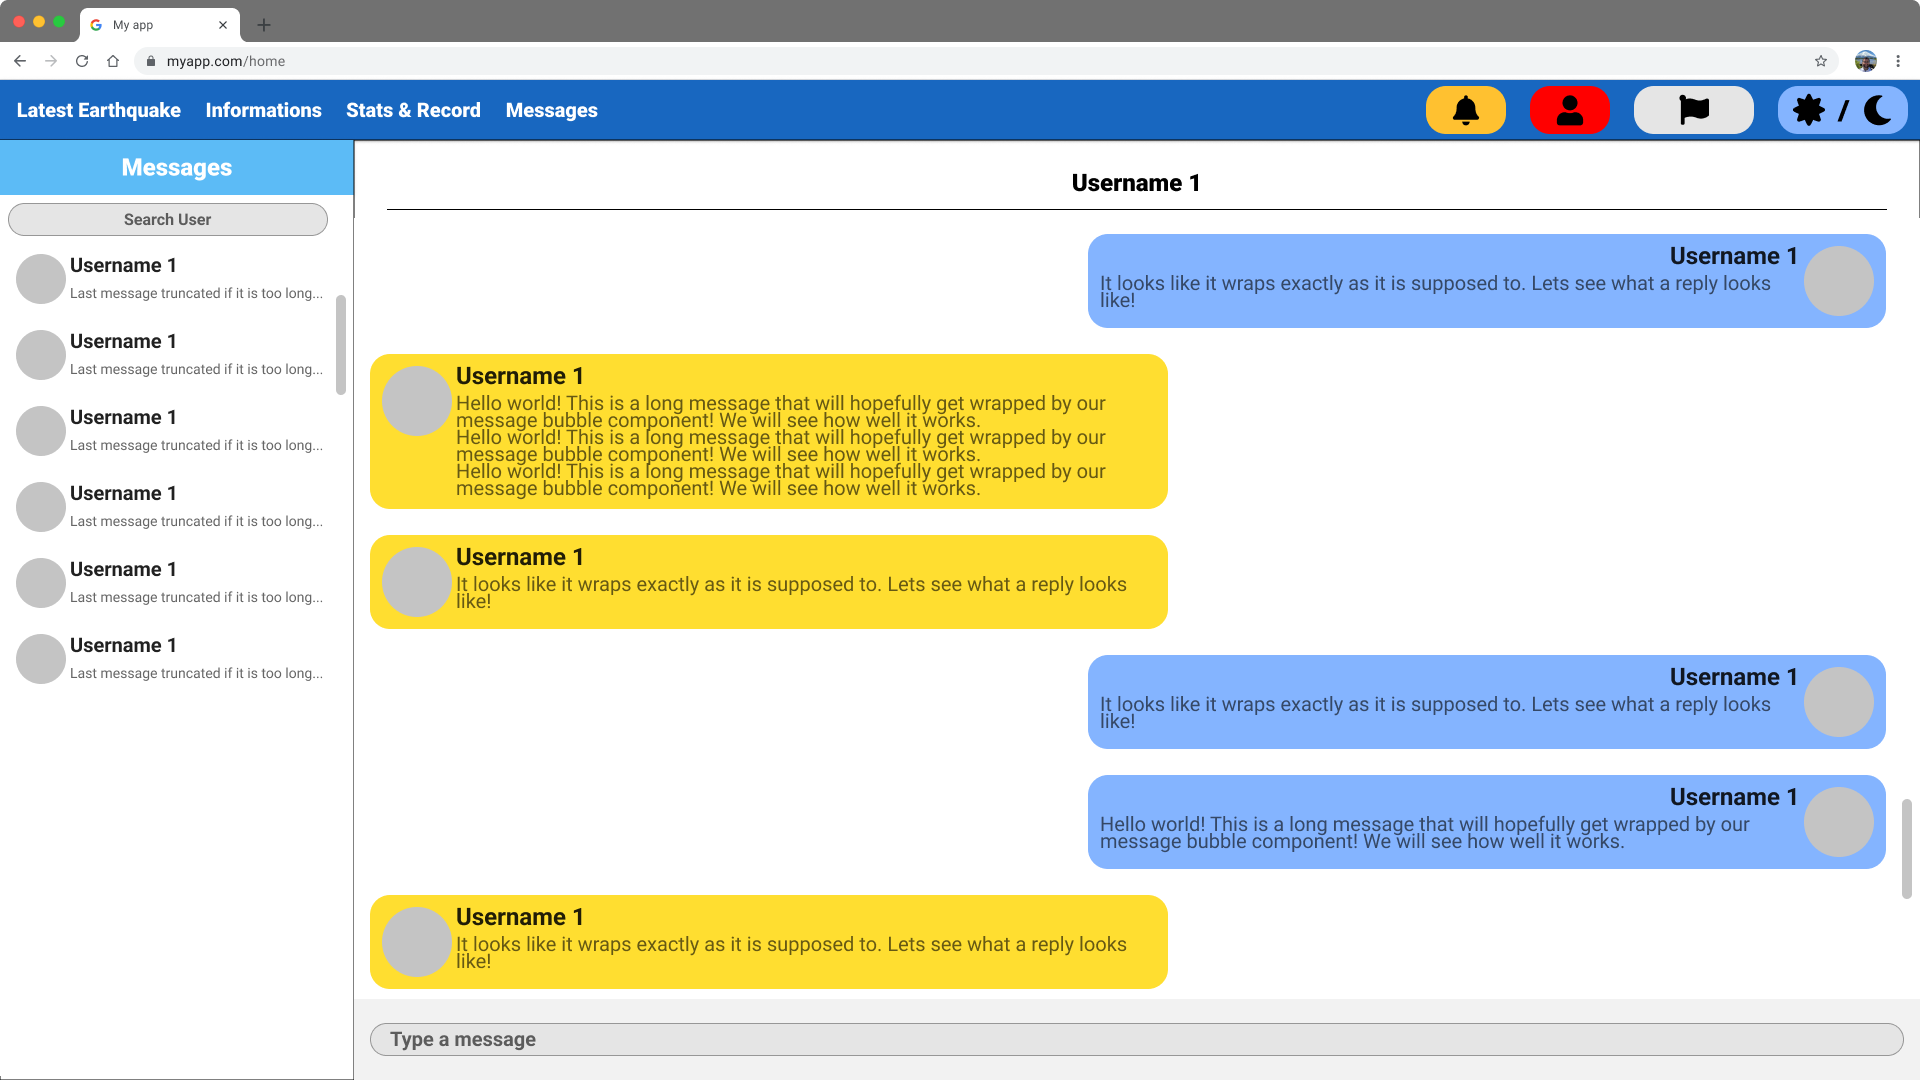 My app
myapp.com/home
Latest Earthquake Informations Stats & Record Messages /
Messages
Search User
Username 1
Last message truncated if it is too long...
Username 1
Last message truncated if it is too long...
Username 1
Last message truncated if it is too long...
Username 1
Last message truncated if it is too long...
Username 1
Last message truncated if it is too long...
Username 1
Last message truncated if it is too long...
Username 1
Username 1
It looks like it wraps exactly as it is supposed to. Lets see what a reply looks
like!
Username 1
Hello world! This is a long message that will hopefully get wrapped by our
message bubble component! We will see how well it works.
Hello world! This is a long message that will hopefully get wrapped by our
message bubble component! We will see how well it works.
Hello world! This is a long message that will hopefully get wrapped by our
message bubble component! We will see how well it works.
Username 1
It looks like it wraps exactly as it is supposed to. Lets see what a reply looks
like!
Username 1
It looks like it wraps exactly as it is supposed to. Lets see what a reply looks
like!
Username 1
Hello world! This is a long message that will hopefully get wrapped by our
message bubble component! We will see how well it works.
Username 1
It looks like it wraps exactly as it is supposed to. Lets see what a reply looks
like!
Type a message